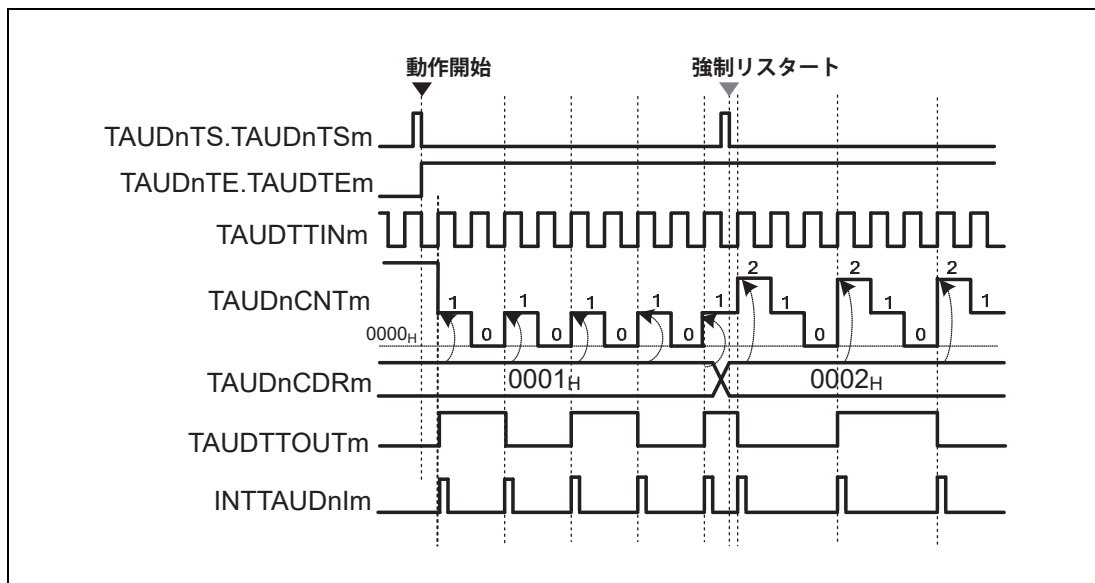 動作開始 強制リスタート
TAUDnTS.TAUDnTSm
TAUDnTE.TAUDTEm
TAUDTTINm
2 2 2
1 1 1 1 1 1 1 1
TAUDnCNTm
0 0 0 0 0 0
0000H
TAUDnCDRm 0001H 0002H
TAUDTTOUTm
INTTAUDnIm